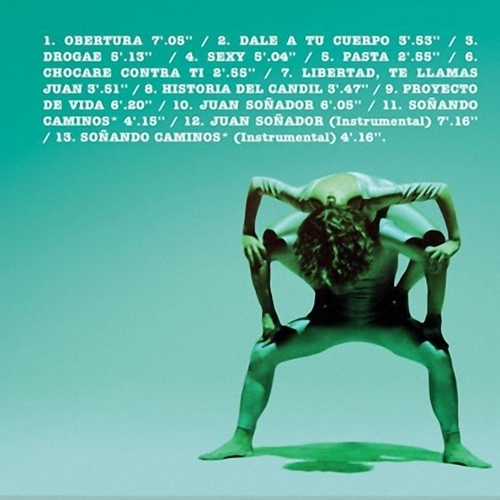 1. OBERTURA 7'.05" / 2. DALE A TU CUERPO 3'.53" / 3.
DROGAE 5'.13" / 4. SEXY 5'.04" / 5. PASTA 2'.55" / 6.
CHOCARE CONTRA TI 2'.55" / 7. LIBERTAD, TE LLAMAS
JUAN 3'.51" / 8. HISTORIA DEL CANDIL 3'.47" / 9. PROYECTO
DE VIDA 6'.20" / 10. JUAN SOÑADOR 6'.05" / 11. SOÑANDO
CAMINOS* 4'.15" / 12. JUAN SOÑADOR (Instrumental) 7'.16"
/ 13. SOÑANDO CAMINOS* (Instrumental) 4'.16".